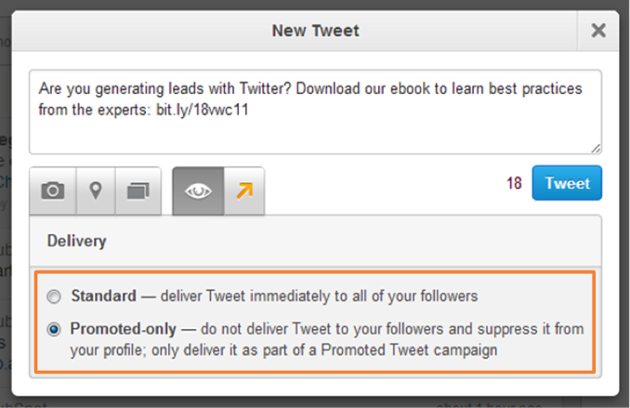 New Tweet
Are you generating leads with Twitter? Download our ebook to learn best practices
from the experts: bit.ly/18vwc11
18
Tweet
Delivery
Standard — deliver Tweet immediately to all of your followers
Promoted-only — do not deliver Tweet to your followers and suppress it from
your profile; only deliver it as part of a Promoted Tweet campaign